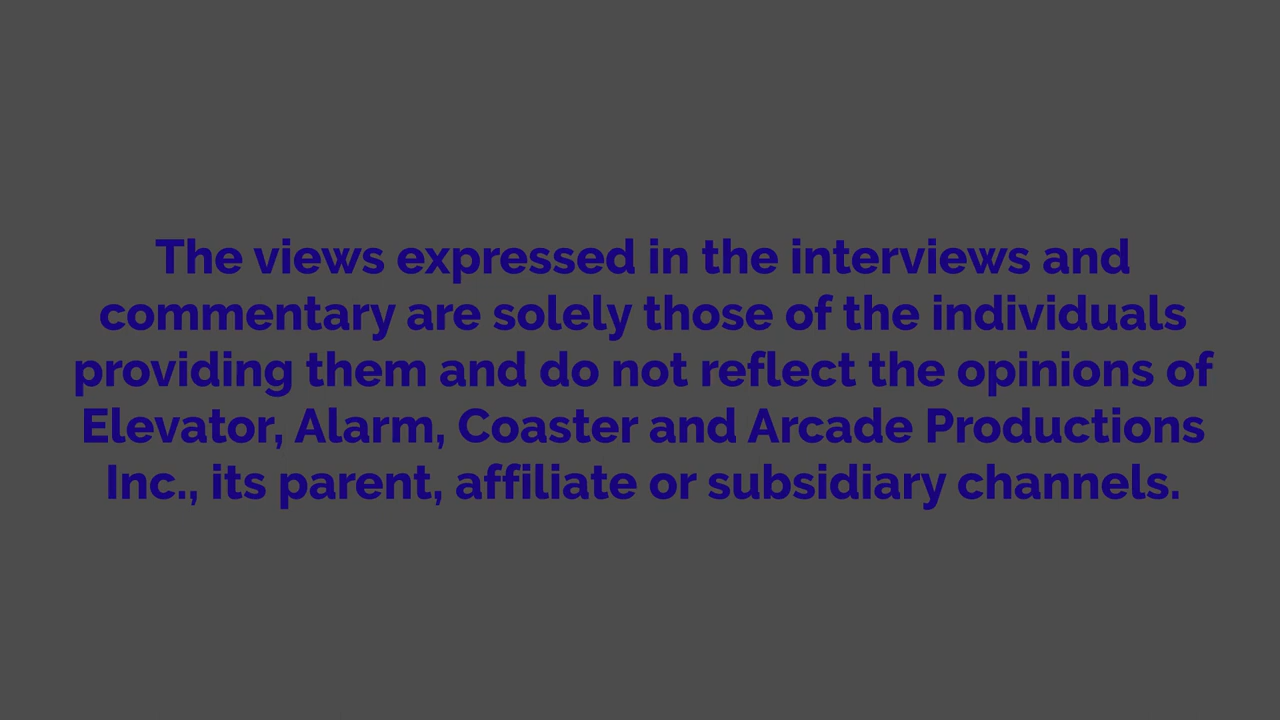 The views expressed in the interviews and
commentary are solely those of the individuals
providing them and do not reflect the opinions of
Elevator, Alarm, Coaster and Arcade Productions
Inc., its parent, affiliate or subsidiary channels.